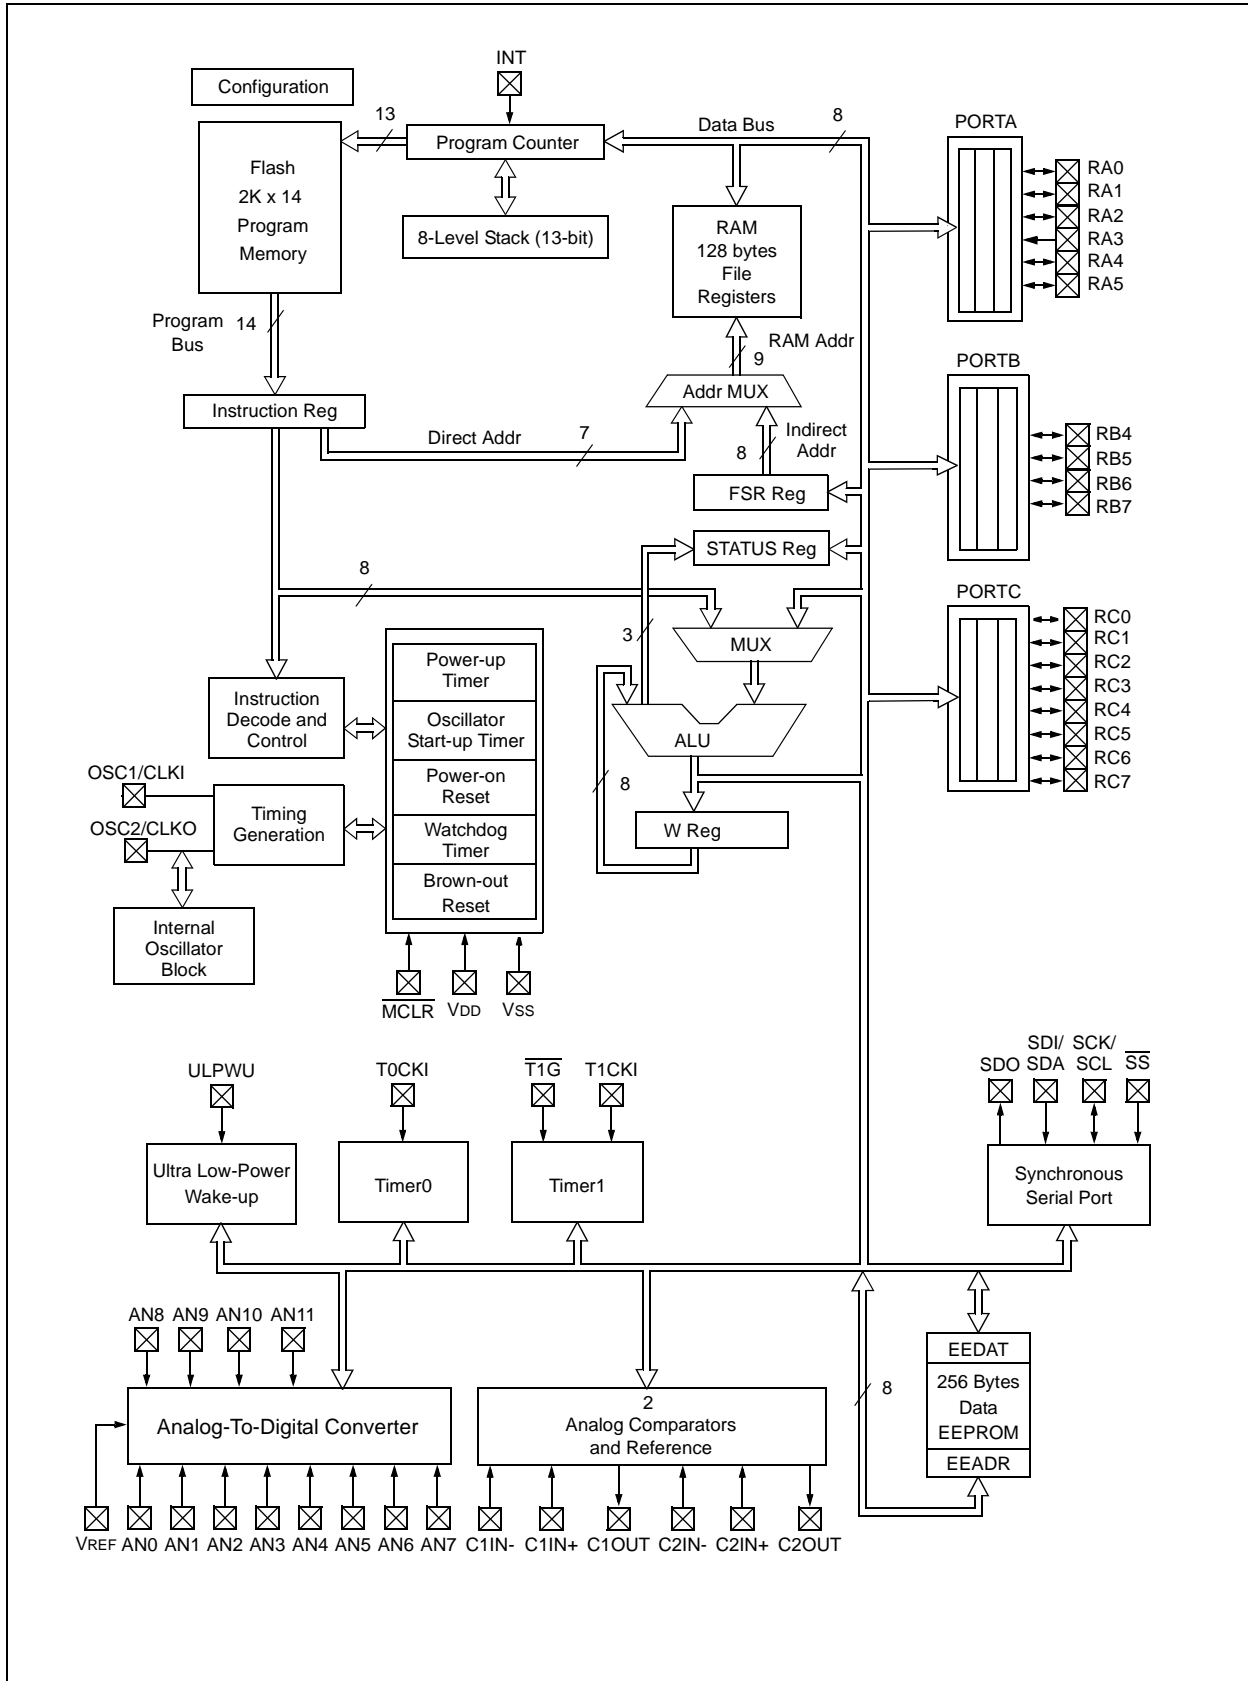 INT
Configuration
13
Program Counter
Data Bus
8
PORTA
Flash
2K x 14
Program
Memory
8-Level Stack (13-bit)
RAM
128 bytes
File
Registers
RA0
RA1
RA2
RA3
RA4
RA5
Program
Bus
14
RAM Addr
9
PORTB
Addr MUX
Instruction Reg
Direct Addr
7
Indirect
Addr
8
FSR Reg
RB4
RB5
RB6
RB7
STATUS Reg
8
PORTC
3
MUX
RC0
RC1
RC2
RC3
RC4
RC5
RC6
RC7
Power-up
Timer
Instruction
Decode and
Control
Oscillator
Start-up Timer
ALU
OSC1/CLKI
Power-on
Reset
8
Timing
Generation
OSC2/CLKO
Watchdog
Timer
W Reg
Brown-out
Reset
Internal
Oscillator
Block
MCLR
VDD
VSS
ULPWU
T0CKI
T1G
T1CKI
SDO
SDI/
SDA
SCK/
SCL
SS
Ultra Low-Power
Wake-up
Timer0
Timer1
Synchronous
Serial Port
AN8
AN9
AN10
AN11
EEDAT
256 Bytes
Data
EEPROM
EEADR
8
Analog-To-Digital Converter
2
Analog Comparators
and Reference
VREF
AN0
AN1
AN2
AN3
AN4
AN5
AN6
AN7
C1IN-
C1IN+
C1OUT
C2IN-
C2IN+
C2OUT